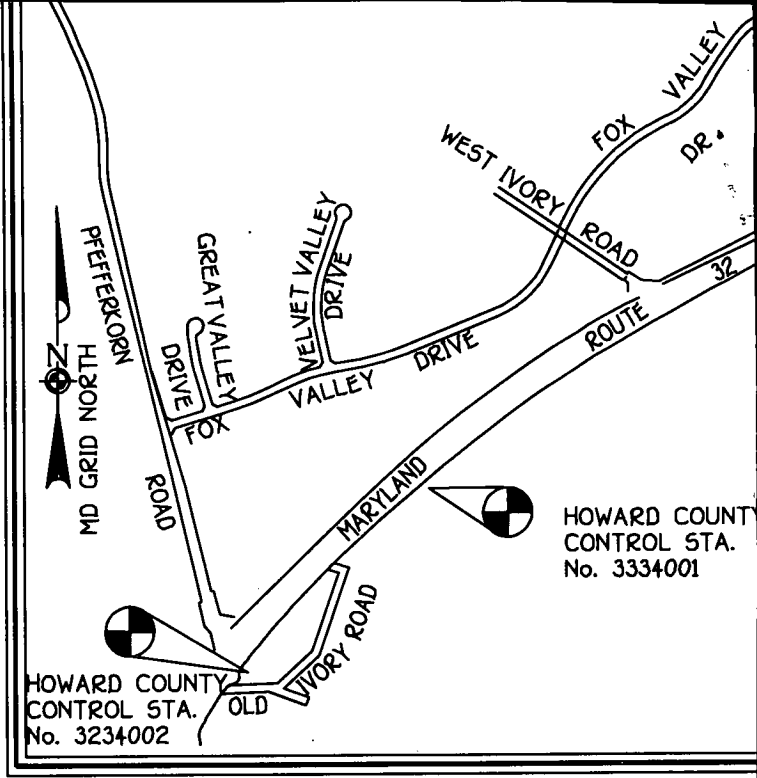 FOX VALLEY
DR.
WEST IVORY ROAD
32
ROUTE
MARYLAND
PFEFFERKORN
ROAD
GREAT VALLEY
DRIVE
VELVET VALLEY
DRIVE
FOX VALLEY DRIVE
N
MD GRID NORTH
HOWARD COUNTY
CONTROL STA.
No. 3334001
OLD IVORY ROAD
HOWARD COUNTY
CONTROL STA.
No. 3234002